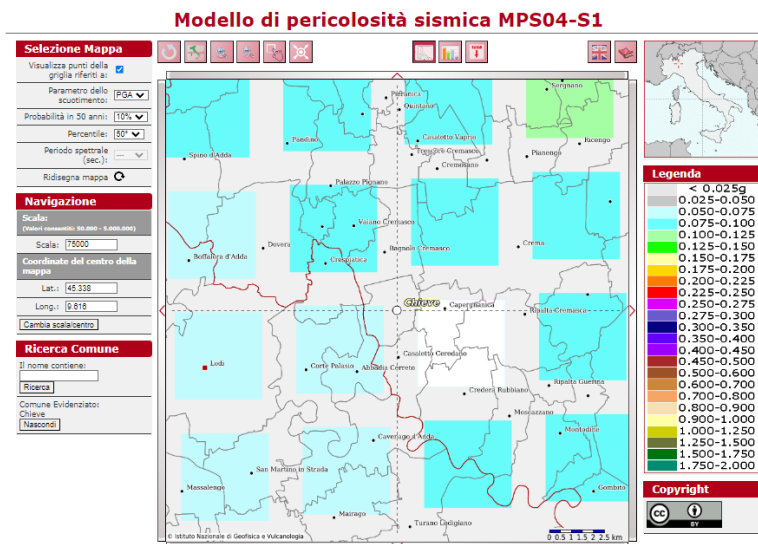 Modello di pericolosità sismica MPS04-S1
Selezione Mappa
Visualizza punti della
griglia riferiti a:
Parametro dello
scuotimento: PGA
Probabilità in 50 anni: 10%
Percentile: 50°
Periodo spettrale
(sec.): ---
Ridisegna mappa
Navigazione
Scala:
(Valori consentiti: 50.000 - 5.000.000)
Scala: 75000
Coordinate del centro della
mappa
Lat.: 45.338
Long.: 9.616
Cambia scala/centro
Ricerca Comune
Il nome contiene:
Ricerca
Comune Evidenziato:
Chieve
Nascondi
Pieranica
Quintano
Sergnano
Pandino
Casaletto Vaprio
Trescore Cremasco
Cremosano
Pianengo
Ricengo
Spino d'Adda
Palazzo Pignano
Vaiano Cremasco
Dovera
Bagnolo Cremasco
Crema
Boffalora d'Adda
Crespiatica
Chieve
Capergnanica
Ripalta Cremasca
Lodi
Corte Palasio
Abbadia Cerreto
Casaletto Ceredano
Credera Rubbiano
Ripalta Guerina
Moscazzano
Montodine
Cavenago d'Adda
San Martino in Strada
Massalengo
Gombito
Mairago
Turano Lodigiano
© Istituto Nazionale di Geofisica e Vulcanologia
0 0.5 1 1.5 2 2.5 km
Legenda
< 0.025g
0.025-0.050
0.050-0.075
0.075-0.100
0.100-0.125
0.125-0.150
0.150-0.175
0.175-0.200
0.200-0.225
0.225-0.250
0.250-0.275
0.275-0.300
0.300-0.350
0.350-0.400
0.400-0.450
0.450-0.500
0.500-0.600
0.600-0.700
0.700-0.800
0.800-0.900
0.900-1.000
1.000-1.250
1.250-1.500
1.500-1.750
1.750-2.000
Copyright
cc
BY